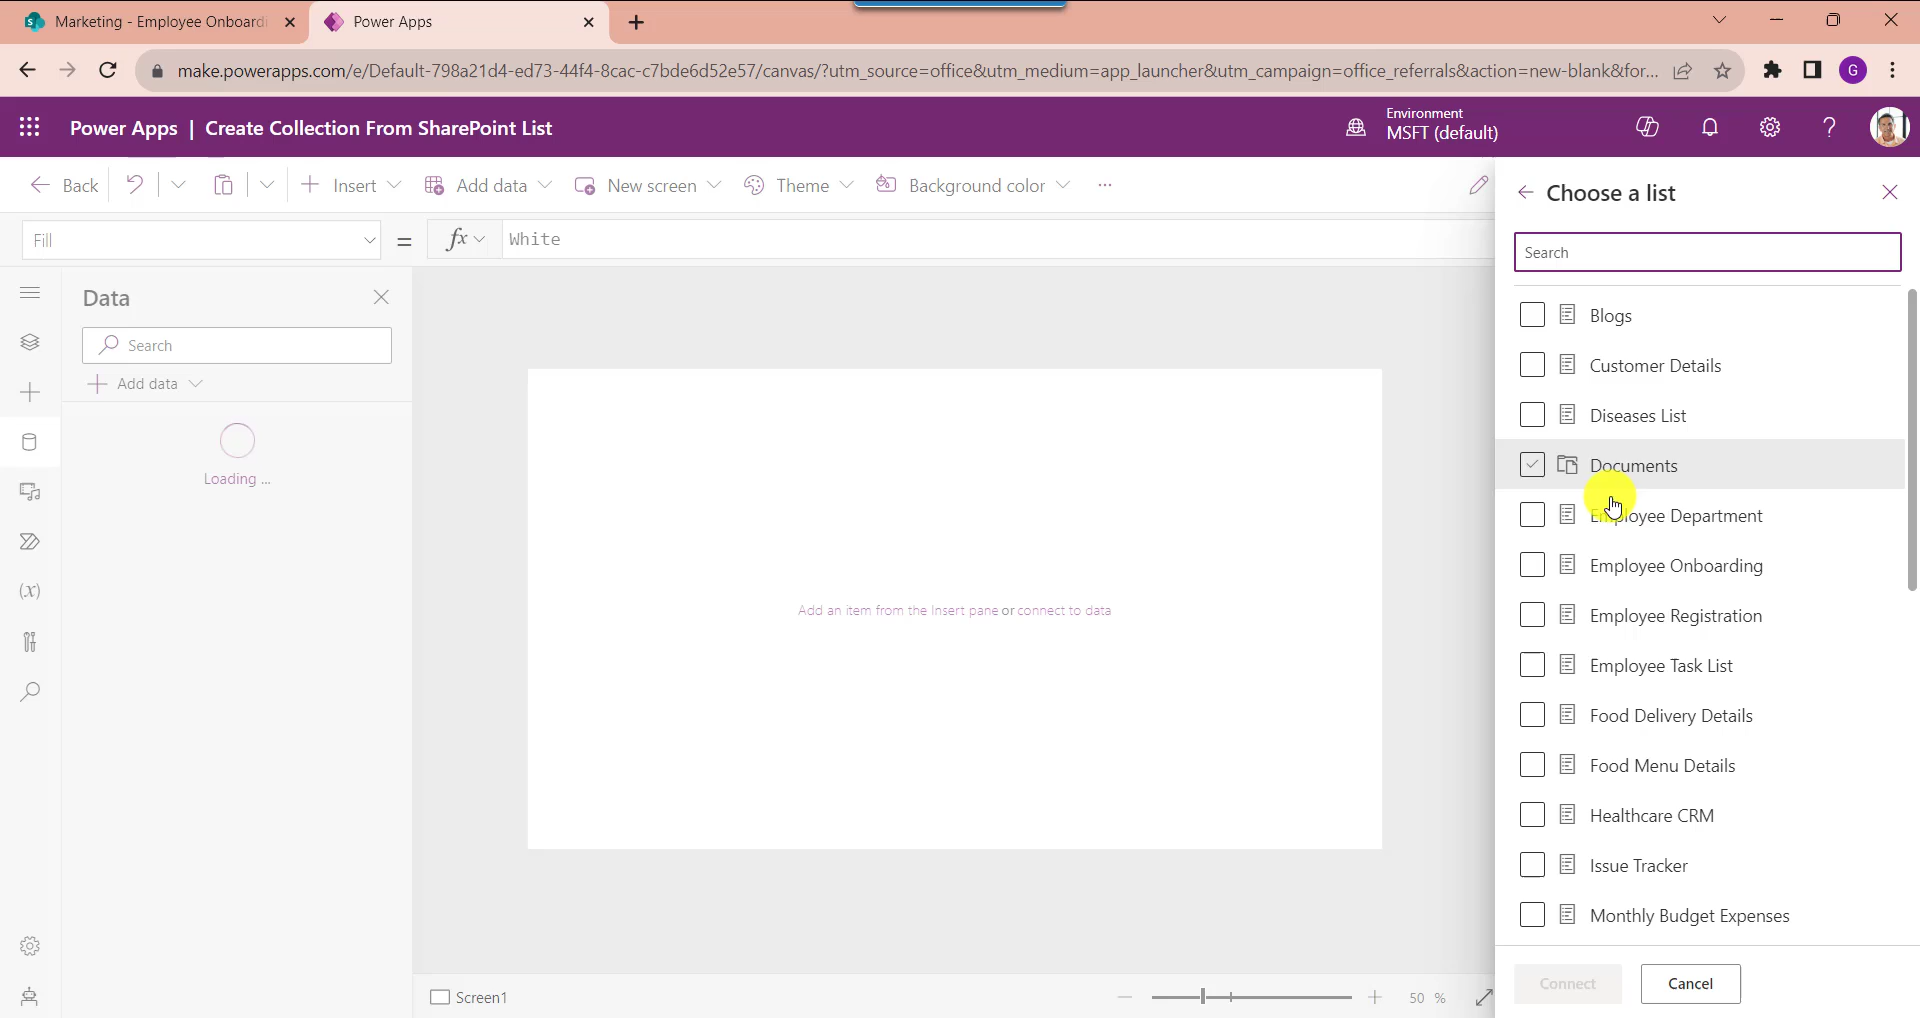 Marketing - Employee Onboardi
Power Apps
make.powerapps.com/e/Default-798a21d4-ed73-44f4-8cac-c7bde6d52e57/canvas/?utm_source=office&utm_medium=app_launcher&utm_campaign=office_referrals&action=new-blank&for...
G
Power Apps | Create Collection From SharePoint List
Environment
MSFT (default)
Back
Insert
Add data
New screen
Theme
Background color
...
Fill
=
fx
White
Data
Search
Add data
Loading ...
(x)
Add an item from the Insert pane or connect to data
Screen1
50 %
Choose a list
Search
Blogs
Customer Details
Diseases List
Documents
Employee Department
Employee Onboarding
Employee Registration
Employee Task List
Food Delivery Details
Food Menu Details
Healthcare CRM
Issue Tracker
Monthly Budget Expenses
Connect
Cancel